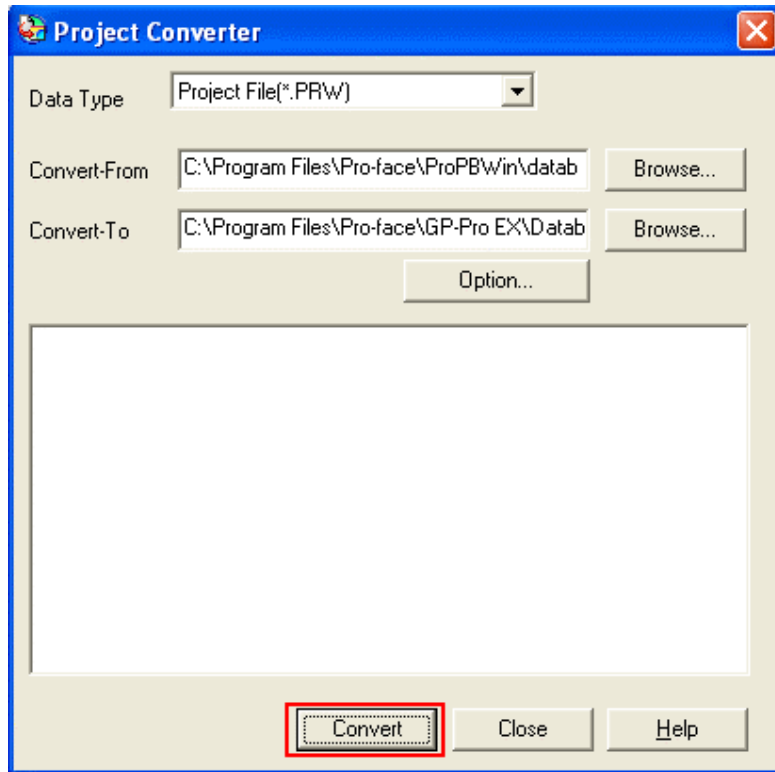 Project Converter
Data Type Project File(*.PRW)
Convert-From C:\Program Files\Pro-face\ProPBWin\datab Browse...
Convert-To C:\Program Files\Pro-face\GP-Pro EX\Datab Browse...
Option...
Convert Close Help